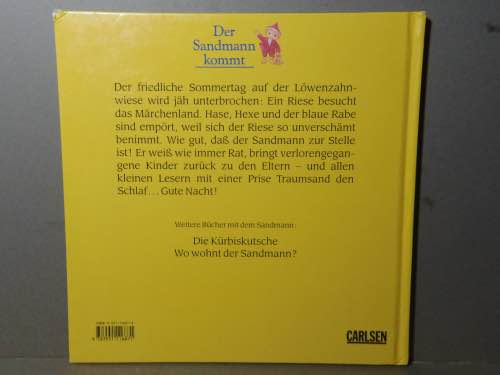 Der
Sandmann
kommt
Der friedliche Sommertag auf der Löwenzahn-
wiese wird jäh unterbrochen: Ein Riese besucht
das Märchenland. Hase, Hexe und der blaue Rabe
sind empört, weil sich der Riese so unverschämt
benimmt. Wie gut, daß der Sandmann zur Stelle
ist! Er weiß wie immer Rat, bringt verlorengegan-
gene Kinder zurück zu den Eltern – und allen
kleinen Lesern mit einer Prise Traumsand den
Schlaf... Gute Nacht!
Weitere Bücher mit dem Sandmann:
Die Kürbiskutsche
Wo wohnt der Sandmann?
CARLSEN